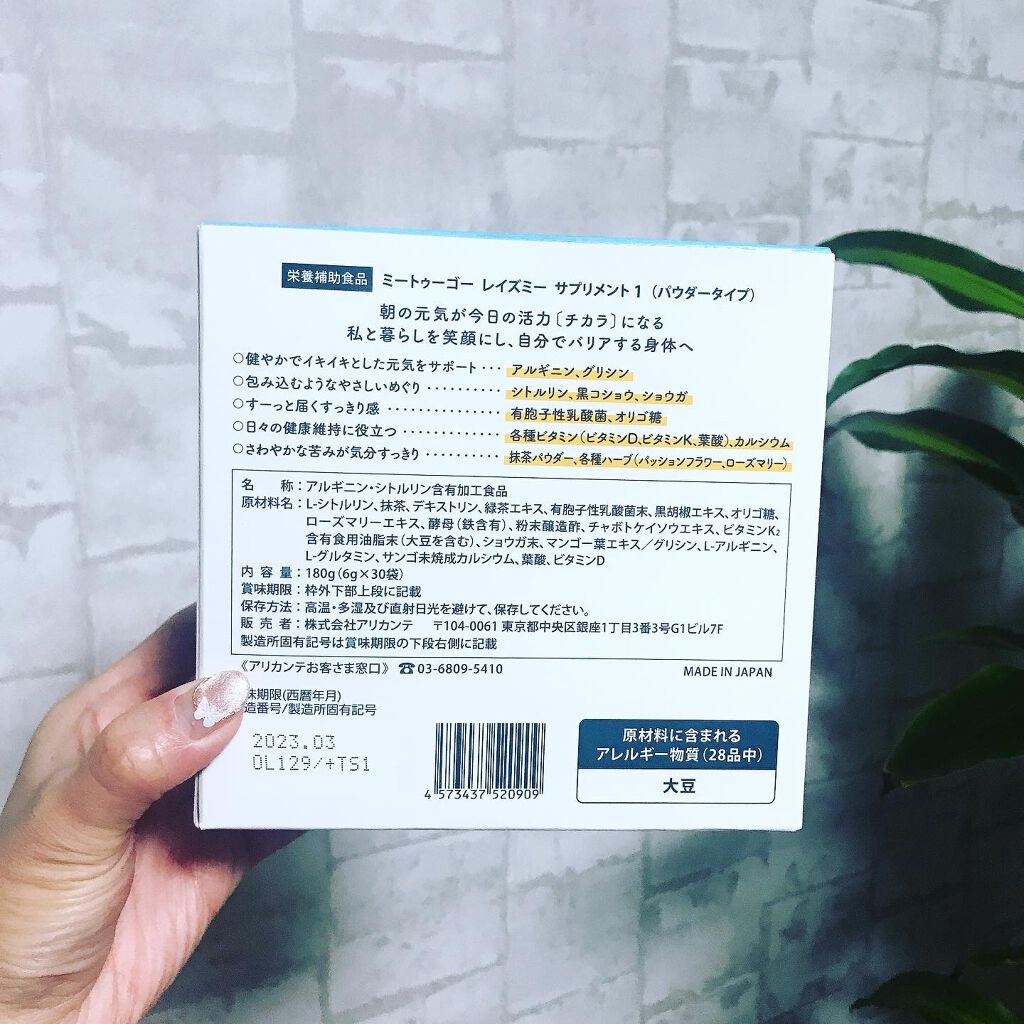 栄養補助食品 ミートゥーゴー レイズミー サプリメント1（パウダータイプ）
朝の元気が今日の活力〔チカラ〕になる
私と暮らしを笑顔にし、自分でバリアする身体へ
○健やかでイキイキとした元気をサポート ･･･ アルギニン、グリシン
○包み込むようなやさしいめぐり ･･････････ シトルリン、黒コショウ、ショウガ
○すーっと届くすっきり感 ･･･････････････ 有胞子性乳酸菌、オリゴ糖
○日々の健康維持に役立つ ･････････････ 各種ビタミン（ビタミンD、ビタミンK、葉酸）、カルシウム
○さわやかな苦みが気分すっきり ･･････････ 抹茶パウダー、各種ハーブ（パッションフラワー、ローズマリー）
名　称：アルギニン・シトルリン含有加工食品
原材料名：L-シトルリン、抹茶、デキストリン、緑茶エキス、有胞子性乳酸菌末、黒胡椒エキス、オリゴ糖、
ローズマリーエキス、酵母（鉄含有）、粉末醸造酢、チャボトケイソウエキス、ビタミンK₂
含有食用油脂末（大豆を含む）、ショウガ末、マンゴー葉エキス／グリシン、L-アルギニン、
L-グルタミン、サンゴ未焼成カルシウム、葉酸、ビタミンD
内 容 量：180g（6g×30袋）
賞味期限：枠外下部上段に記載
保存方法：高温・多湿及び直射日光を避けて、保存してください。
販 売 者：株式会社アリカンテ　〒104-0061 東京都中央区銀座1丁目3番3号G1ビル7F
製造所固有記号は賞味期限の下段右側に記載
《アリカンテお客さま窓口》 ☎03-6809-5410
MADE IN JAPAN
味期限(西暦年月)
造番号/製造所固有記号
2023.03
OL129/+TS1
4 573437 520909
原材料に含まれる
アレルギー物質（28品中）
大豆